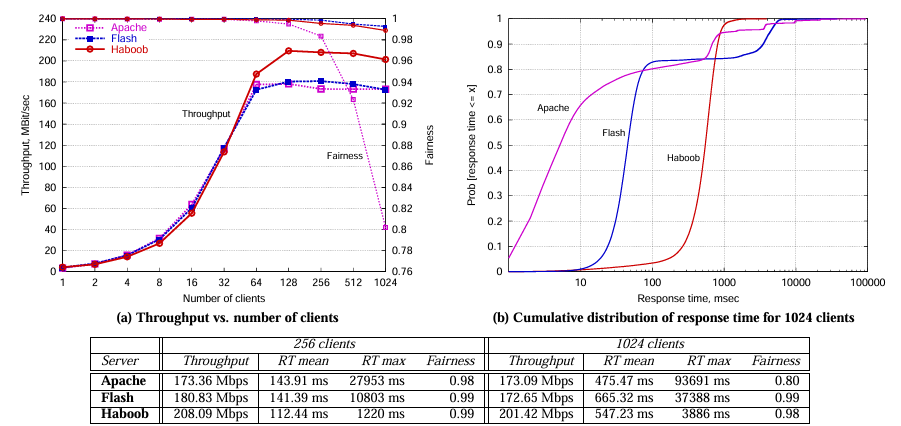 240
220
200
180
160
140
120
100
80
60
40
20
0
Throughput, MBit/sec
Apache
Flash
Haboob
Throughput
Fairness
1
0.98
0.96
0.94
0.92
0.9
0.88
0.86
0.84
0.82
0.8
0.78
0.76
Fairness
1 2 4 8 16 32 64 128 256 512 1024
Number of clients
(a) Throughput vs. number of clients
1
0.9
0.8
0.7
0.6
0.5
0.4
0.3
0.2
0.1
0
Prob [response time <= x]
Apache
Flash
Haboob
10 100 1000 10000 100000
Response time, msec
(b) Cumulative distribution of response time for 1024 clients
256 clients 1024 clients
Server Throughput RT mean RT max Fairness Throughput RT mean RT max Fairness
Apache 173.36 Mbps 143.91 ms 27953 ms 0.98 173.09 Mbps 475.47 ms 93691 ms 0.80
Flash 180.83 Mbps 141.39 ms 10803 ms 0.99 172.65 Mbps 665.32 ms 37388 ms 0.99
Haboob 208.09 Mbps 112.44 ms 1220 ms 0.99 201.42 Mbps 547.23 ms 3886 ms 0.98